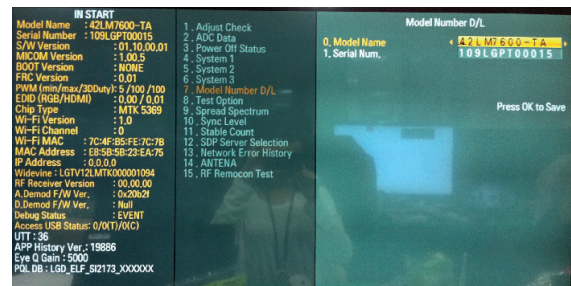 IN START
Model Name : 42LM7600-TA
Serial Number : 109LGPT00015
S/W Version : 01,10,00,01
MICOM Version : 1,00,5
BOOT Version : NONE
FRC Version : 0,01
PWM (min/max/3DDuty): 5 /100 /100
EDID (RGB/HDMI) : 0,00 / 0,01
Chip Type : MTK 5369
Wi-Fi Version : 1,0
Wi-Fi Channel : 0
Wi-Fi MAC : 7C:4F:B5:FE:7C:7B
MAC Address : E8:5B:5B:23:EA:75
IP Address : 0,0,0,0
Widevine : LGTV12LMTK000001094
RF Receiver Version : 00,00,00
A.Demod F/W Ver. : 0x20b2f
D.Demod F/W Ver. : Null
Debug Status : EVENT
Access USB Status: 0/0(T)/0(C)
UTT : 36
APP History Ver.: 19886
Eye Q Gain : 5000
PQL DB : LGD_ELF_SI2173_XXXXXX
1 . Adjust Check
2 . ADC Data
3 . Power Off Status
4 . System 1
5 . System 2
6 . System 3
7 . Model Number D/L
8 . Test Option
9 . Spread Spectrum
10 . Sync Level
11 . Stable Count
12 . SDP Server Selection
13 . Network Error History
14 . ANTENA
15 . RF Remocon Test
Model Number D/L
0. Model Name 42LM7600-TA
1. Serial Num. 109LGPT00015
Press OK to Save